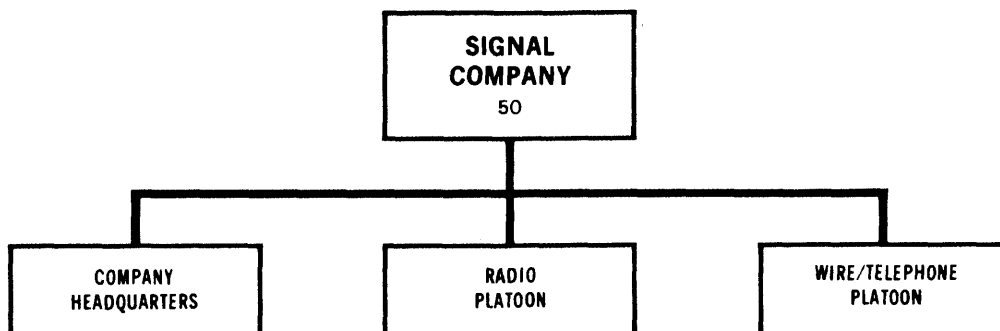 SIGNAL
COMPANY
50
COMPANY
HEADQUARTERS
RADIO
PLATOON
WIRE/TELEPHONE
PLATOON